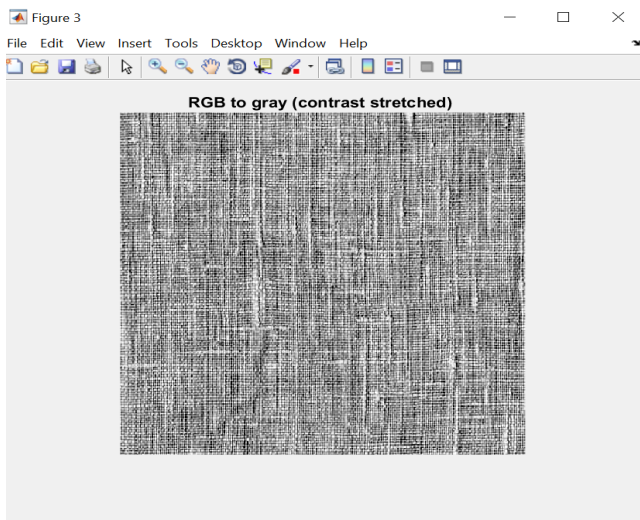 Figure 3
File Edit View Insert Tools Desktop Window Help
RGB to gray (contrast stretched)